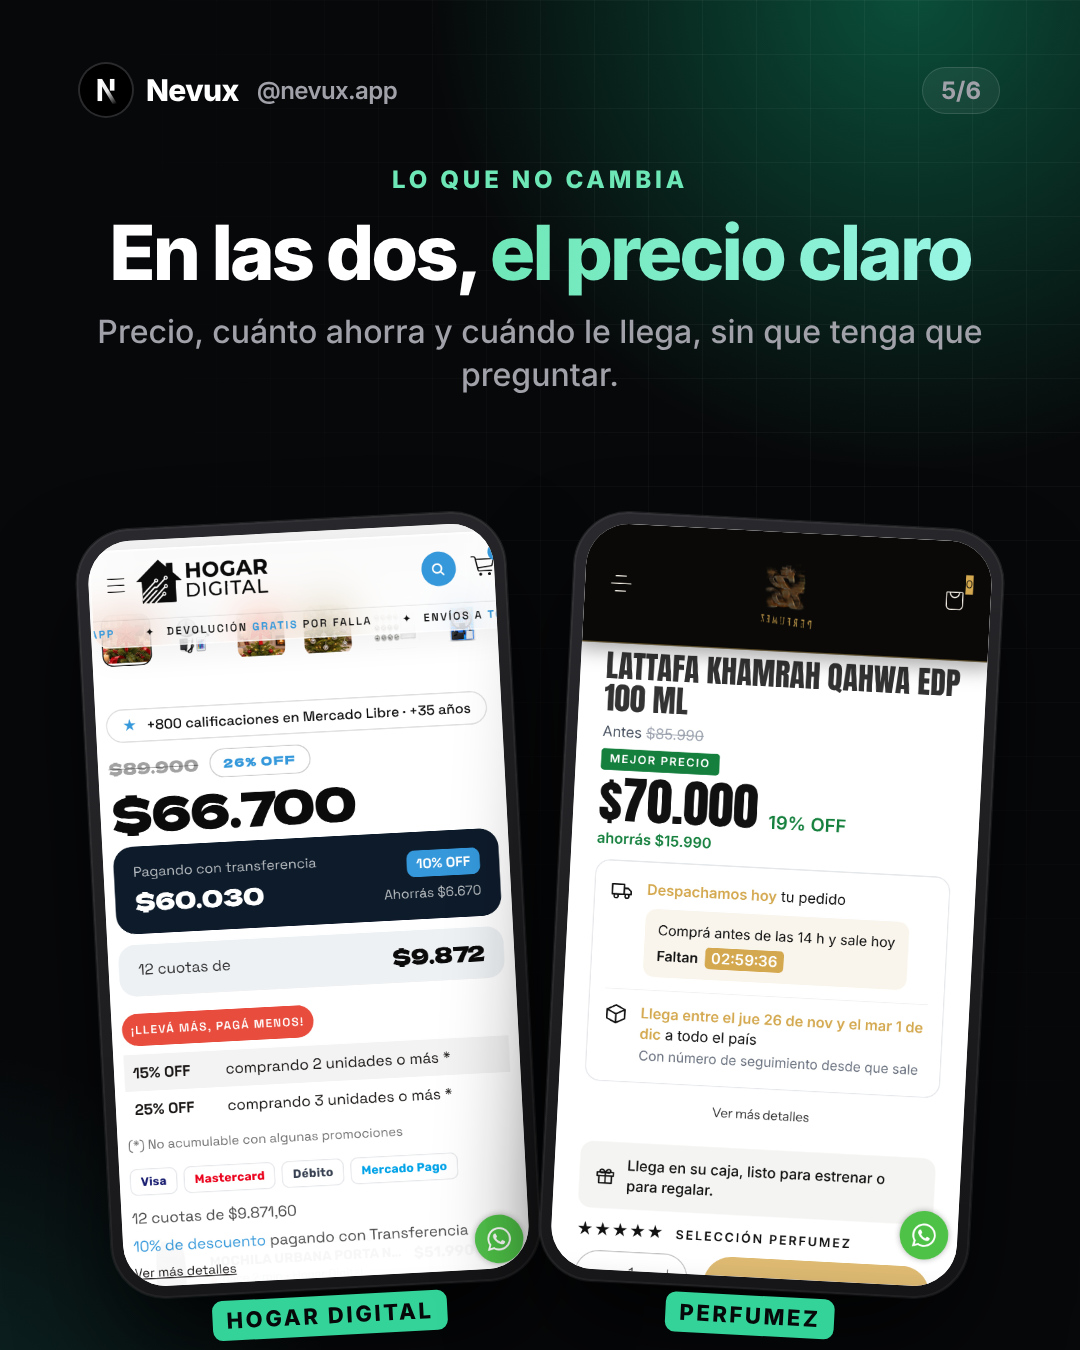 N Nevux @nevux.app
5/6
LO QUE NO CAMBIA
En las dos, el precio claro
Precio, cuánto ahorra y cuándo le llega, sin que tenga que
preguntar.
HOGAR
DIGITAL
APP ✦ DEVOLUCIÓN GRATIS POR FALLA ✦ ENVÍOS A T
★ +800 calificaciones en Mercado Libre · +35 años
$89.900 26% OFF
$66.700
Pagando con transferencia 10% OFF
$60.030 Ahorrás $6.670
12 cuotas de $9.872
¡LLEVÁ MÁS, PAGÁ MENOS!
15% OFF comprando 2 unidades o más *
25% OFF comprando 3 unidades o más *
(*) No acumulable con algunas promociones
Visa Mastercard Débito Mercado Pago
12 cuotas de $9.871,60
10% de descuento pagando con Transferencia
MOCHILA URBANA PORTA N... $51.990
Ver más detalles
HOGAR DIGITAL
PERFUMEZ
0
LATTAFA KHAMRAH QAHWA EDP
100 ML
Antes $85.990
MEJOR PRECIO
$70.000 19% OFF
ahorrás $15.990
Despachamos hoy tu pedido
Comprá antes de las 14 h y sale hoy
Faltan 02:59:36
Llega entre el jue 26 de nov y el mar 1 de
dic a todo el país
Con número de seguimiento desde que sale
Ver más detalles
Llega en su caja, listo para estrenar o
para regalar.
★★★★★ SELECCIÓN PERFUMEZ
1
PERFUMEZ